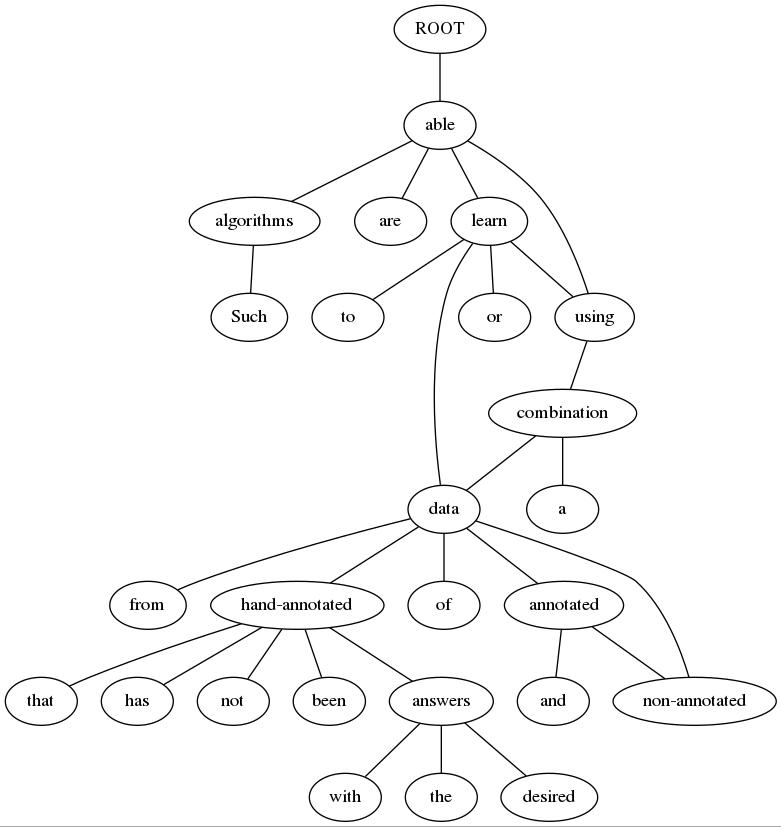 ROOT
able
algorithms are learn
Such to or using
combination
data a
from hand-annotated of annotated
that has not been answers and non-annotated
with the desired